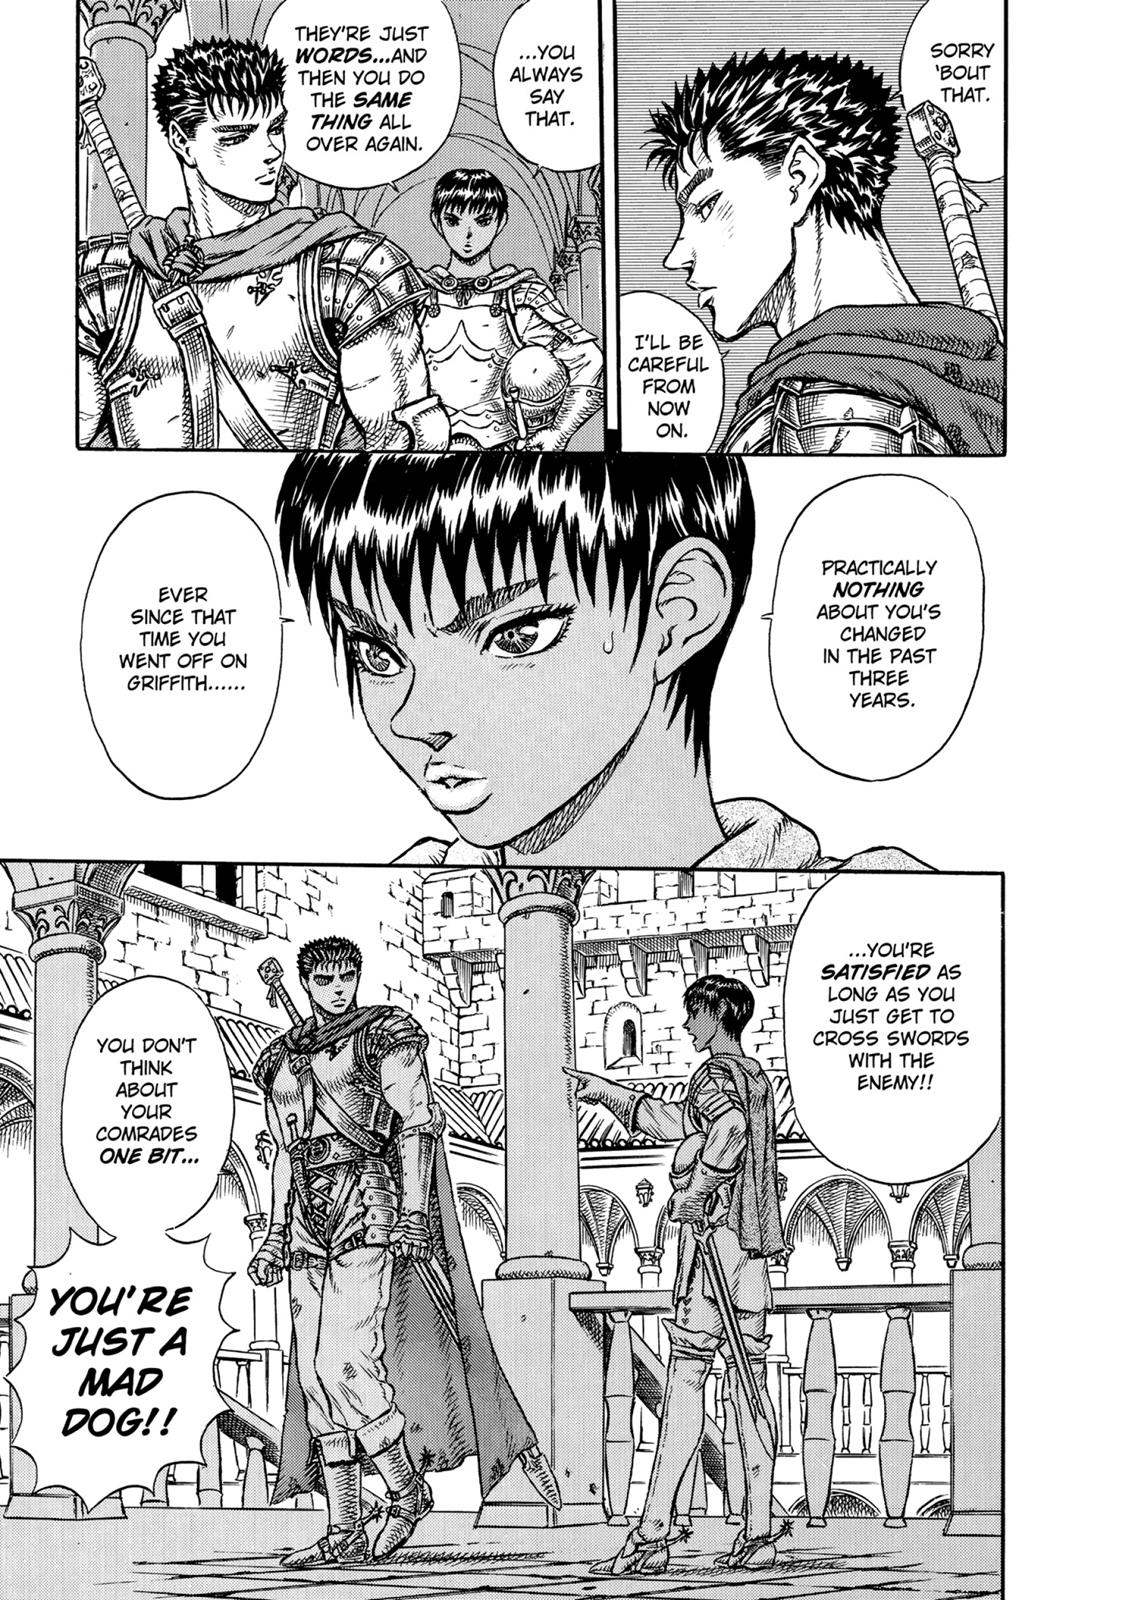 SORRY
'BOUT
THAT.
I'LL BE
CAREFUL
FROM
NOW
ON.
...YOU
ALWAYS
SAY
THAT.
THEY'RE JUST
WORDS...AND
THEN YOU DO
THE SAME
THING ALL
OVER AGAIN.
PRACTICALLY
NOTHING
ABOUT YOU'S
CHANGED
IN THE PAST
THREE
YEARS.
EVER
SINCE THAT
TIME YOU
WENT OFF ON
GRIFFITH......
...YOU'RE
SATISFIED AS
LONG AS YOU
JUST GET TO
CROSS SWORDS
WITH THE
ENEMY!!
YOU DON'T
THINK
ABOUT
YOUR
COMRADES
ONE BIT...
YOU'RE
JUST A
MAD
DOG!!